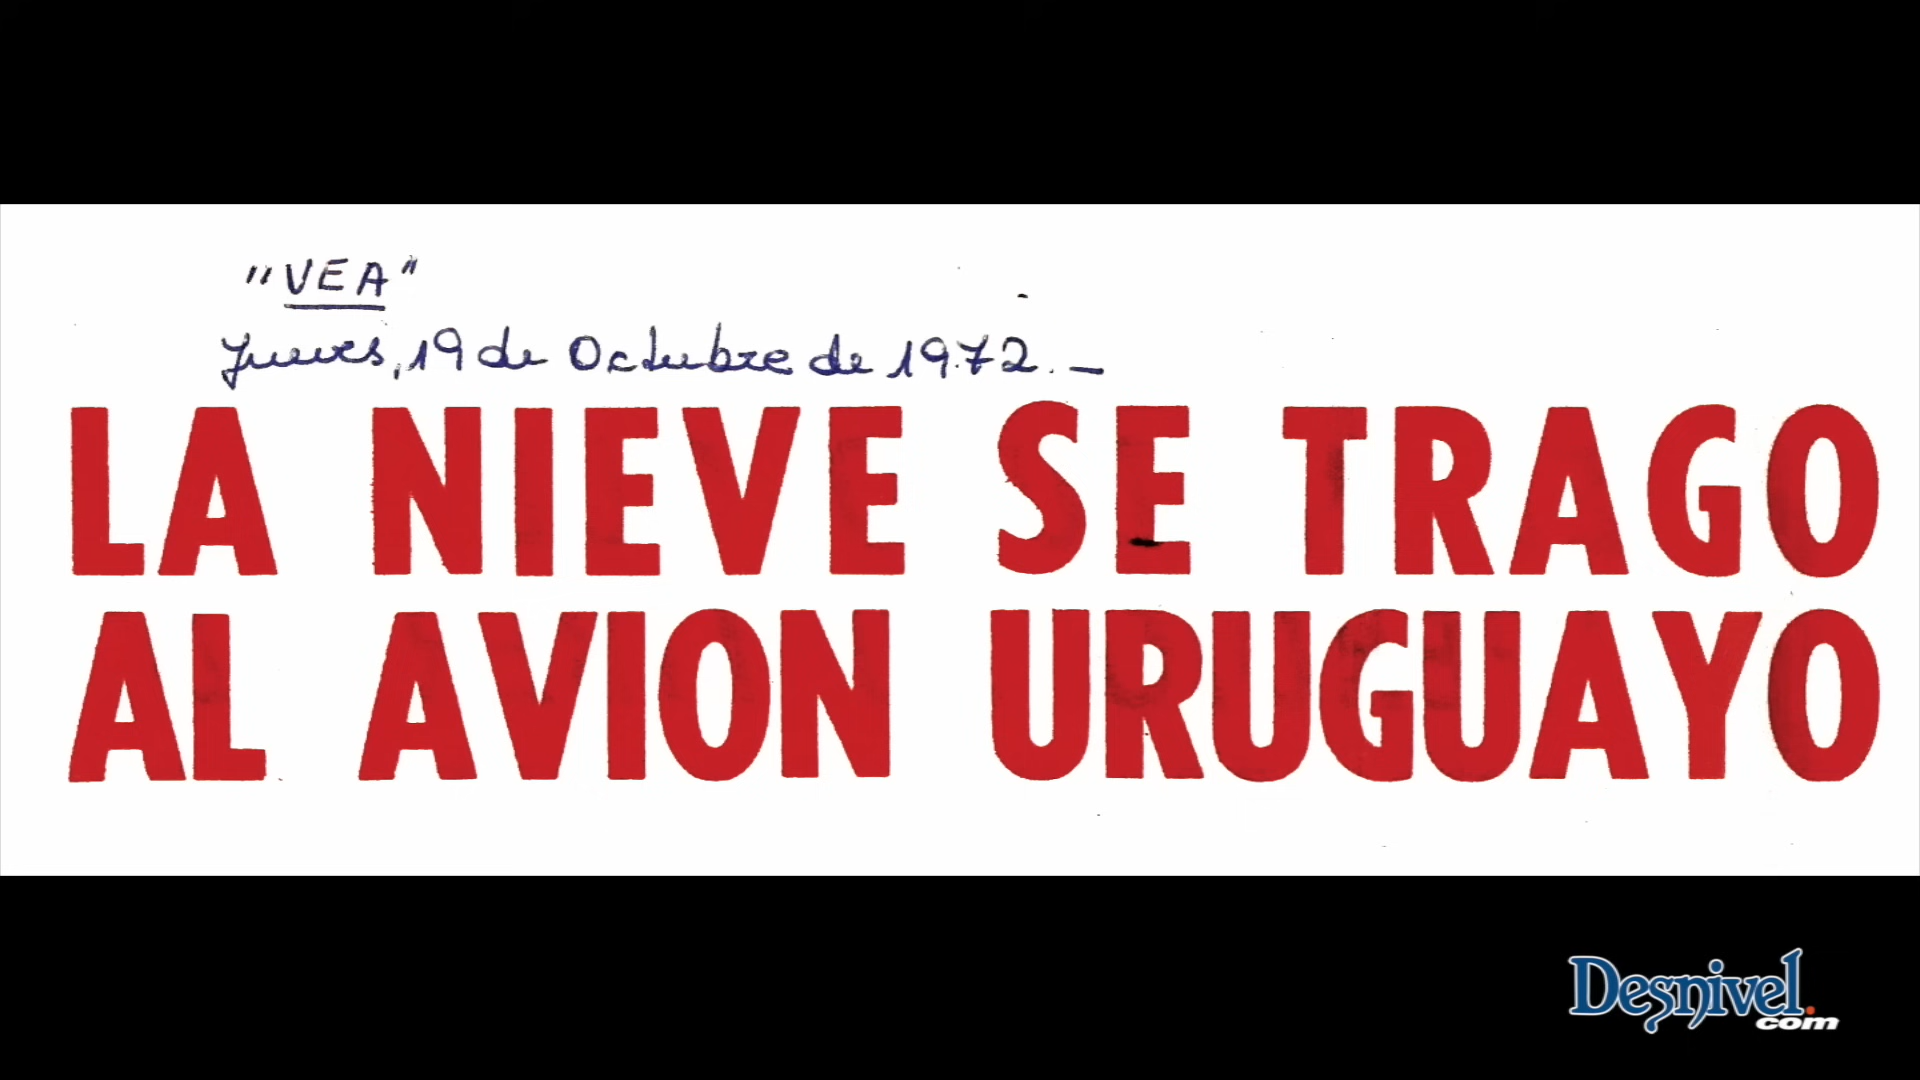 "VEA"
Jueves, 19 de Octubre de 1972. –
LA NIEVE SE TRAGO
AL AVION URUGUAYO
Desnivel.
com